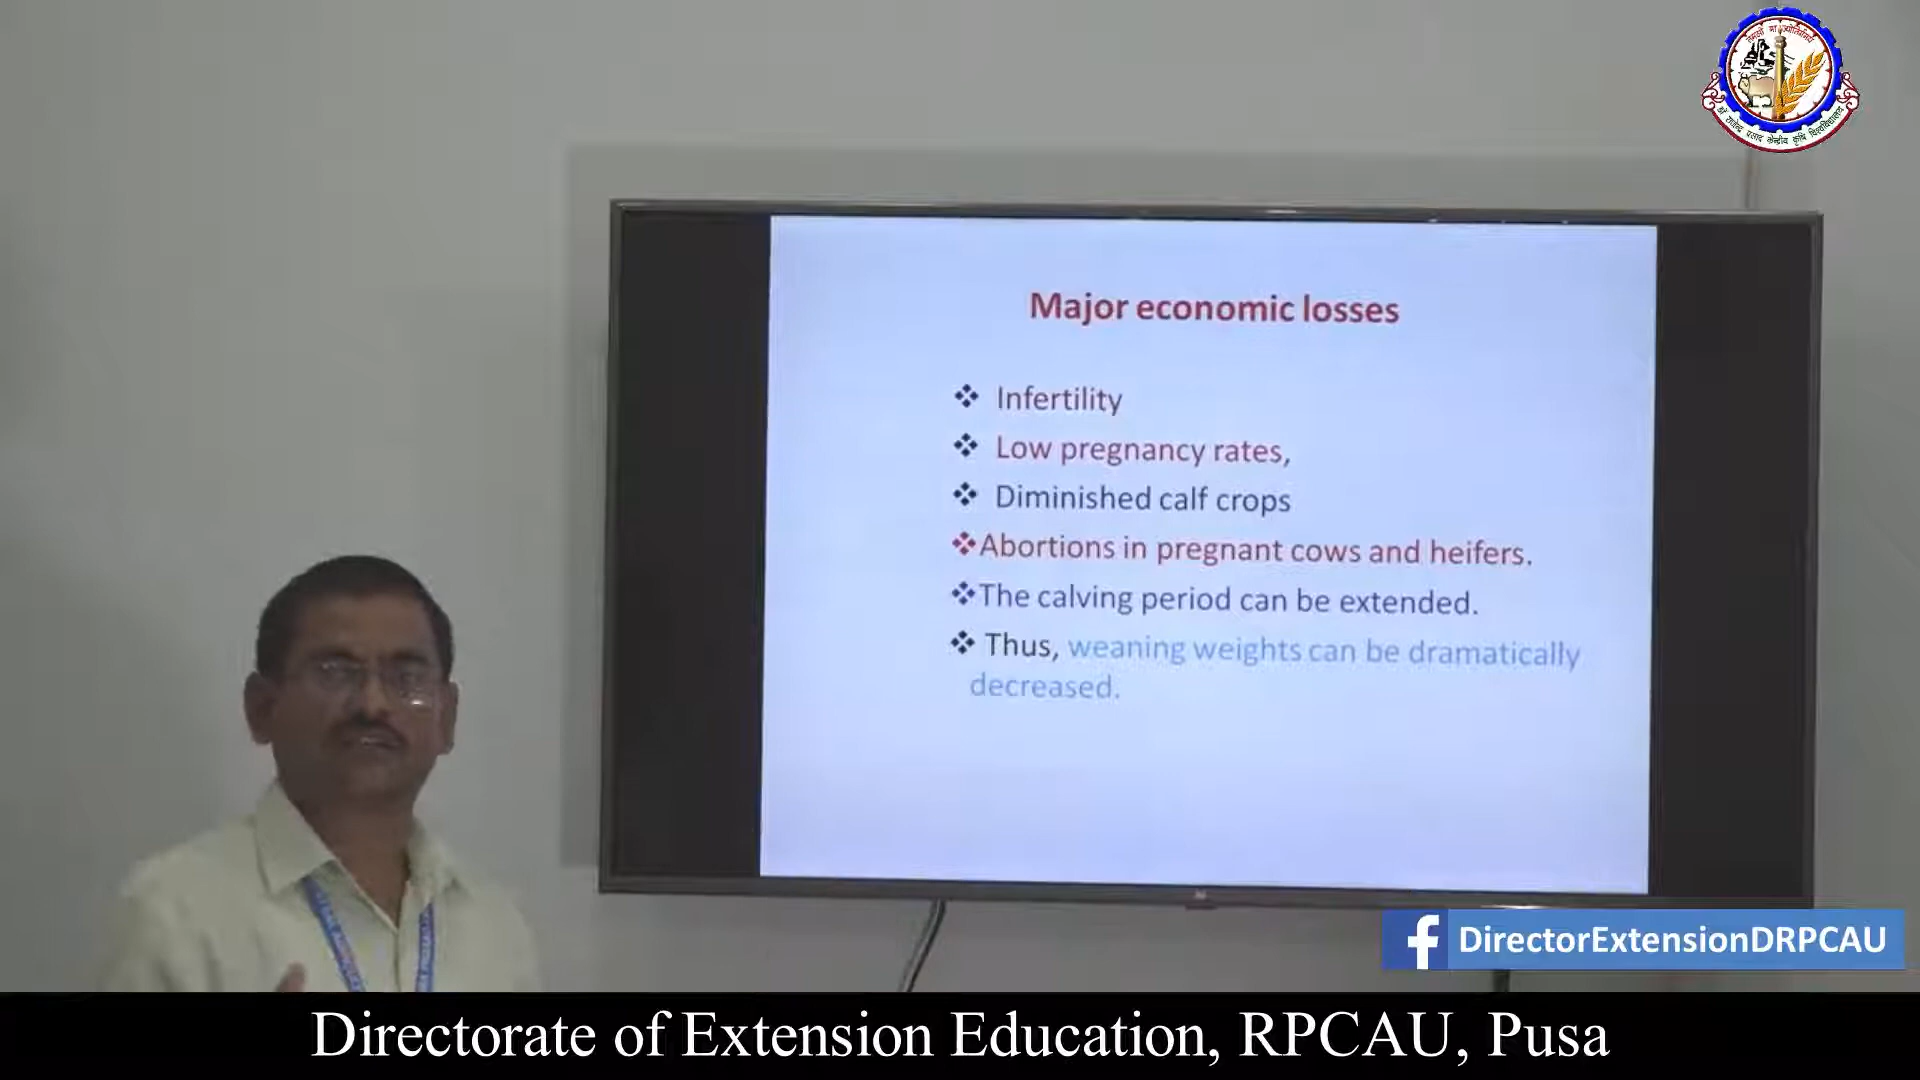 Major economic losses
Infertility
Low pregnancy rates,
Diminished calf crops
Abortions in pregnant cows and heifers.
The calving period can be extended.
Thus, weaning weights can be dramatically
decreased.
DirectorExtensionDRPCAU
Directorate of Extension Education, RPCAU, Pusa